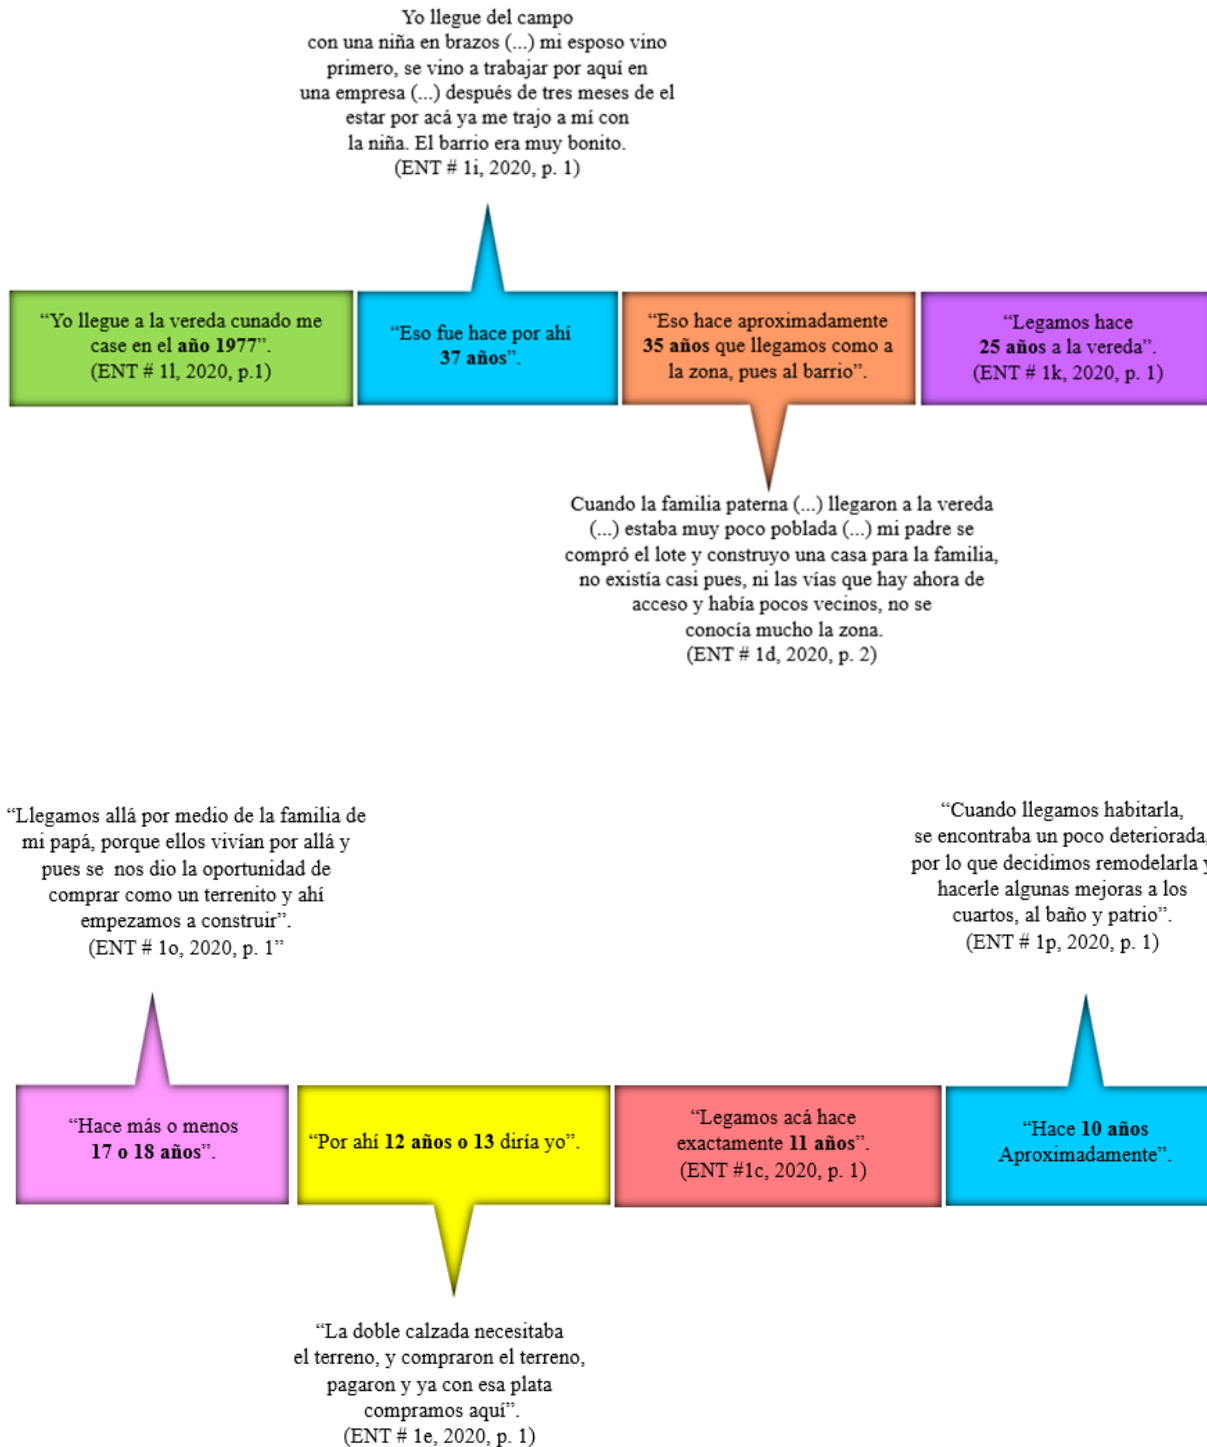 Yo llegue del campo
con una niña en brazos (...) mi esposo vino
primero, se vino a trabajar por aquí en
una empresa (...) después de tres meses de el
estar por acá ya me trajo a mí con
la niña. El barrio era muy bonito.
(ENT # 1i, 2020, p. 1)
“Yo llegue a la vereda cunado me
case en el año 1977”.
(ENT # 1l, 2020, p.1)
“Eso fue hace por ahí
37 años”.
“Eso hace aproximadamente
35 años que llegamos como a
la zona, pues al barrio”.
“Legamos hace
25 años a la vereda”.
(ENT # 1k, 2020, p. 1)
Cuando la familia paterna (...) llegaron a la vereda
(...) estaba muy poco poblada (...) mi padre se
compró el lote y construyo una casa para la familia,
no existía casi pues, ni las vías que hay ahora de
acceso y había pocos vecinos, no se
conocía mucho la zona.
(ENT # 1d, 2020, p. 2)
“Llegamos allá por medio de la familia de
mi papá, porque ellos vivían por allá y
pues se nos dio la oportunidad de
comprar como un terrenito y ahí
empezamos a construir”.
(ENT # 1o, 2020, p. 1”
“Cuando llegamos habitarla,
se encontraba un poco deteriorada,
por lo que decidimos remodelarla y
hacerle algunas mejoras a los
cuartos, al baño y patrio”.
(ENT # 1p, 2020, p. 1)
“Hace más o menos
17 o 18 años”.
“Por ahí 12 años o 13 diría yo”.
“Legamos acá hace
exactamente 11 años”.
(ENT #1c, 2020, p. 1)
“Hace 10 años
Aproximadamente”.
“La doble calzada necesitaba
el terreno, y compraron el terreno,
pagaron y ya con esa plata
compramos aquí”.
(ENT # 1e, 2020, p. 1)